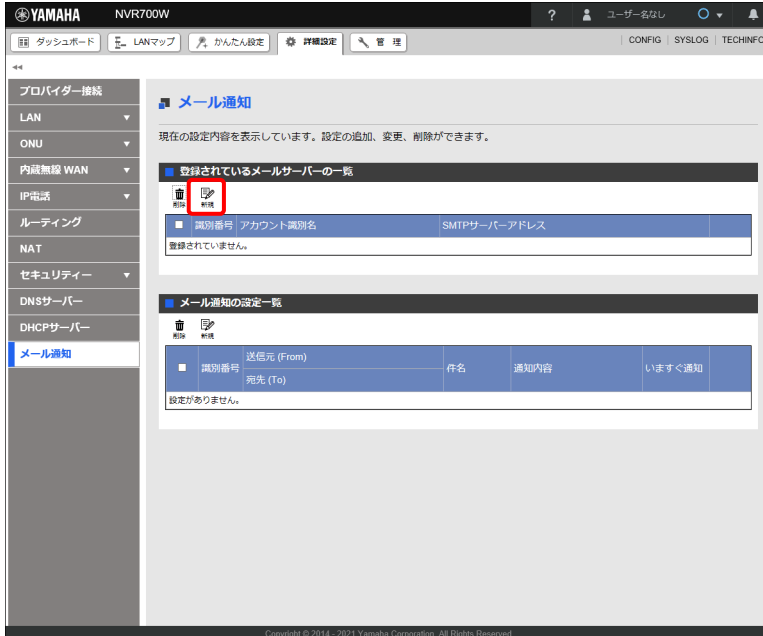 YAMAHA NVR700W ? ユーザー名なし
ダッシュボード LANマップ かんたん設定 詳細設定 管 理 CONFIG SYSLOG TECHINFO
プロバイダー接続
LAN
ONU
内蔵無線 WAN
IP電話
ルーティング
NAT
セキュリティー
DNSサーバー
DHCPサーバー
メール通知
メール通知
現在の設定内容を表示しています。設定の追加、変更、削除ができます。
登録されているメールサーバーの一覧
削除 新規
識別番号 アカウント識別名 SMTPサーバーアドレス
登録されていません。
メール通知の設定一覧
削除 新規
識別番号 送信元 (From) 件名 通知内容 いますぐ通知
宛先 (To)
設定がありません。
Copyright © 2014 - 2021 Yamaha Corporation. All Rights Reserved.